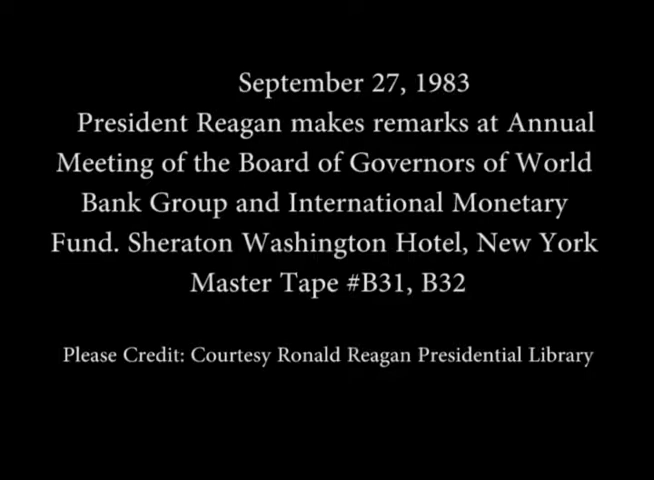 September 27, 1983
President Reagan makes remarks at Annual
Meeting of the Board of Governors of World
Bank Group and International Monetary
Fund. Sheraton Washington Hotel, New York
Master Tape #B31, B32
Please Credit: Courtesy Ronald Reagan Presidential Library